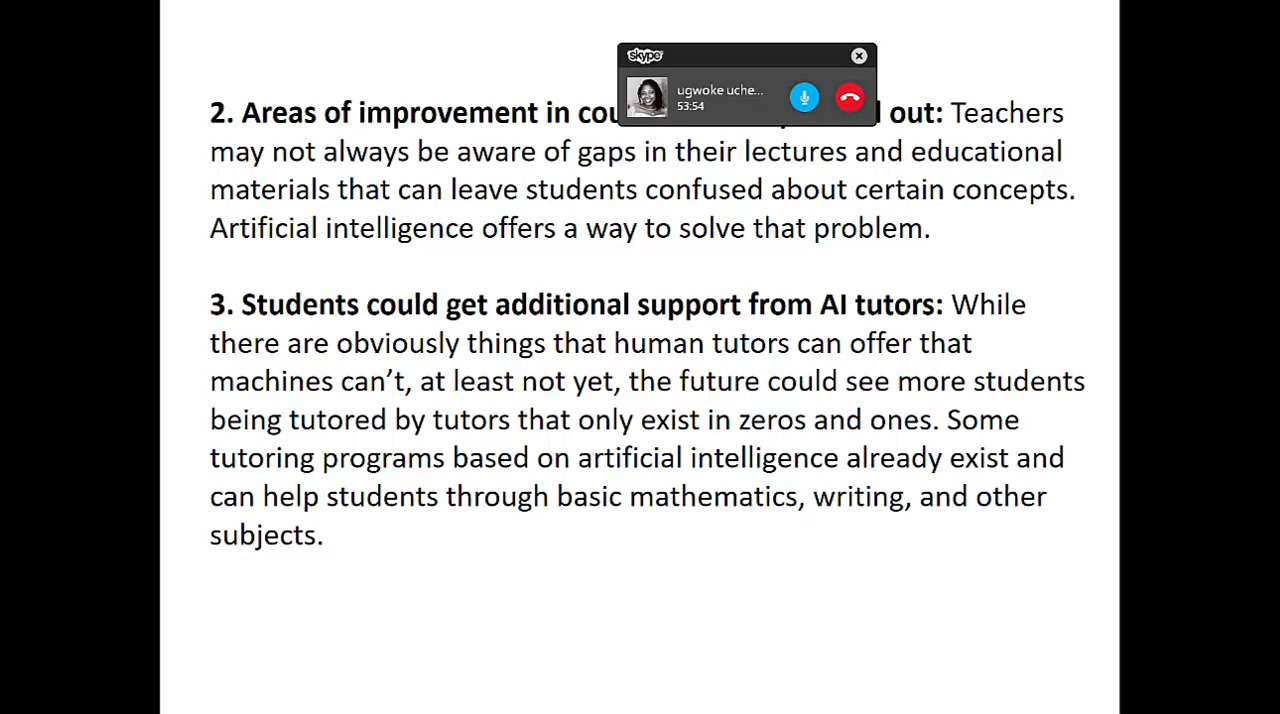 skype
ugwoke uche...
53:54
2. Areas of improvement in out: Teachers
may not always be aware of gaps in their lectures and educational
materials that can leave students confused about certain concepts.
Artificial intelligence offers a way to solve that problem.
3. Students could get additional support from AI tutors: While
there are obviously things that human tutors can offer that
machines can’t, at least not yet, the future could see more students
being tutored by tutors that only exist in zeros and ones. Some
tutoring programs based on artificial intelligence already exist and
can help students through basic mathematics, writing, and other
subjects.